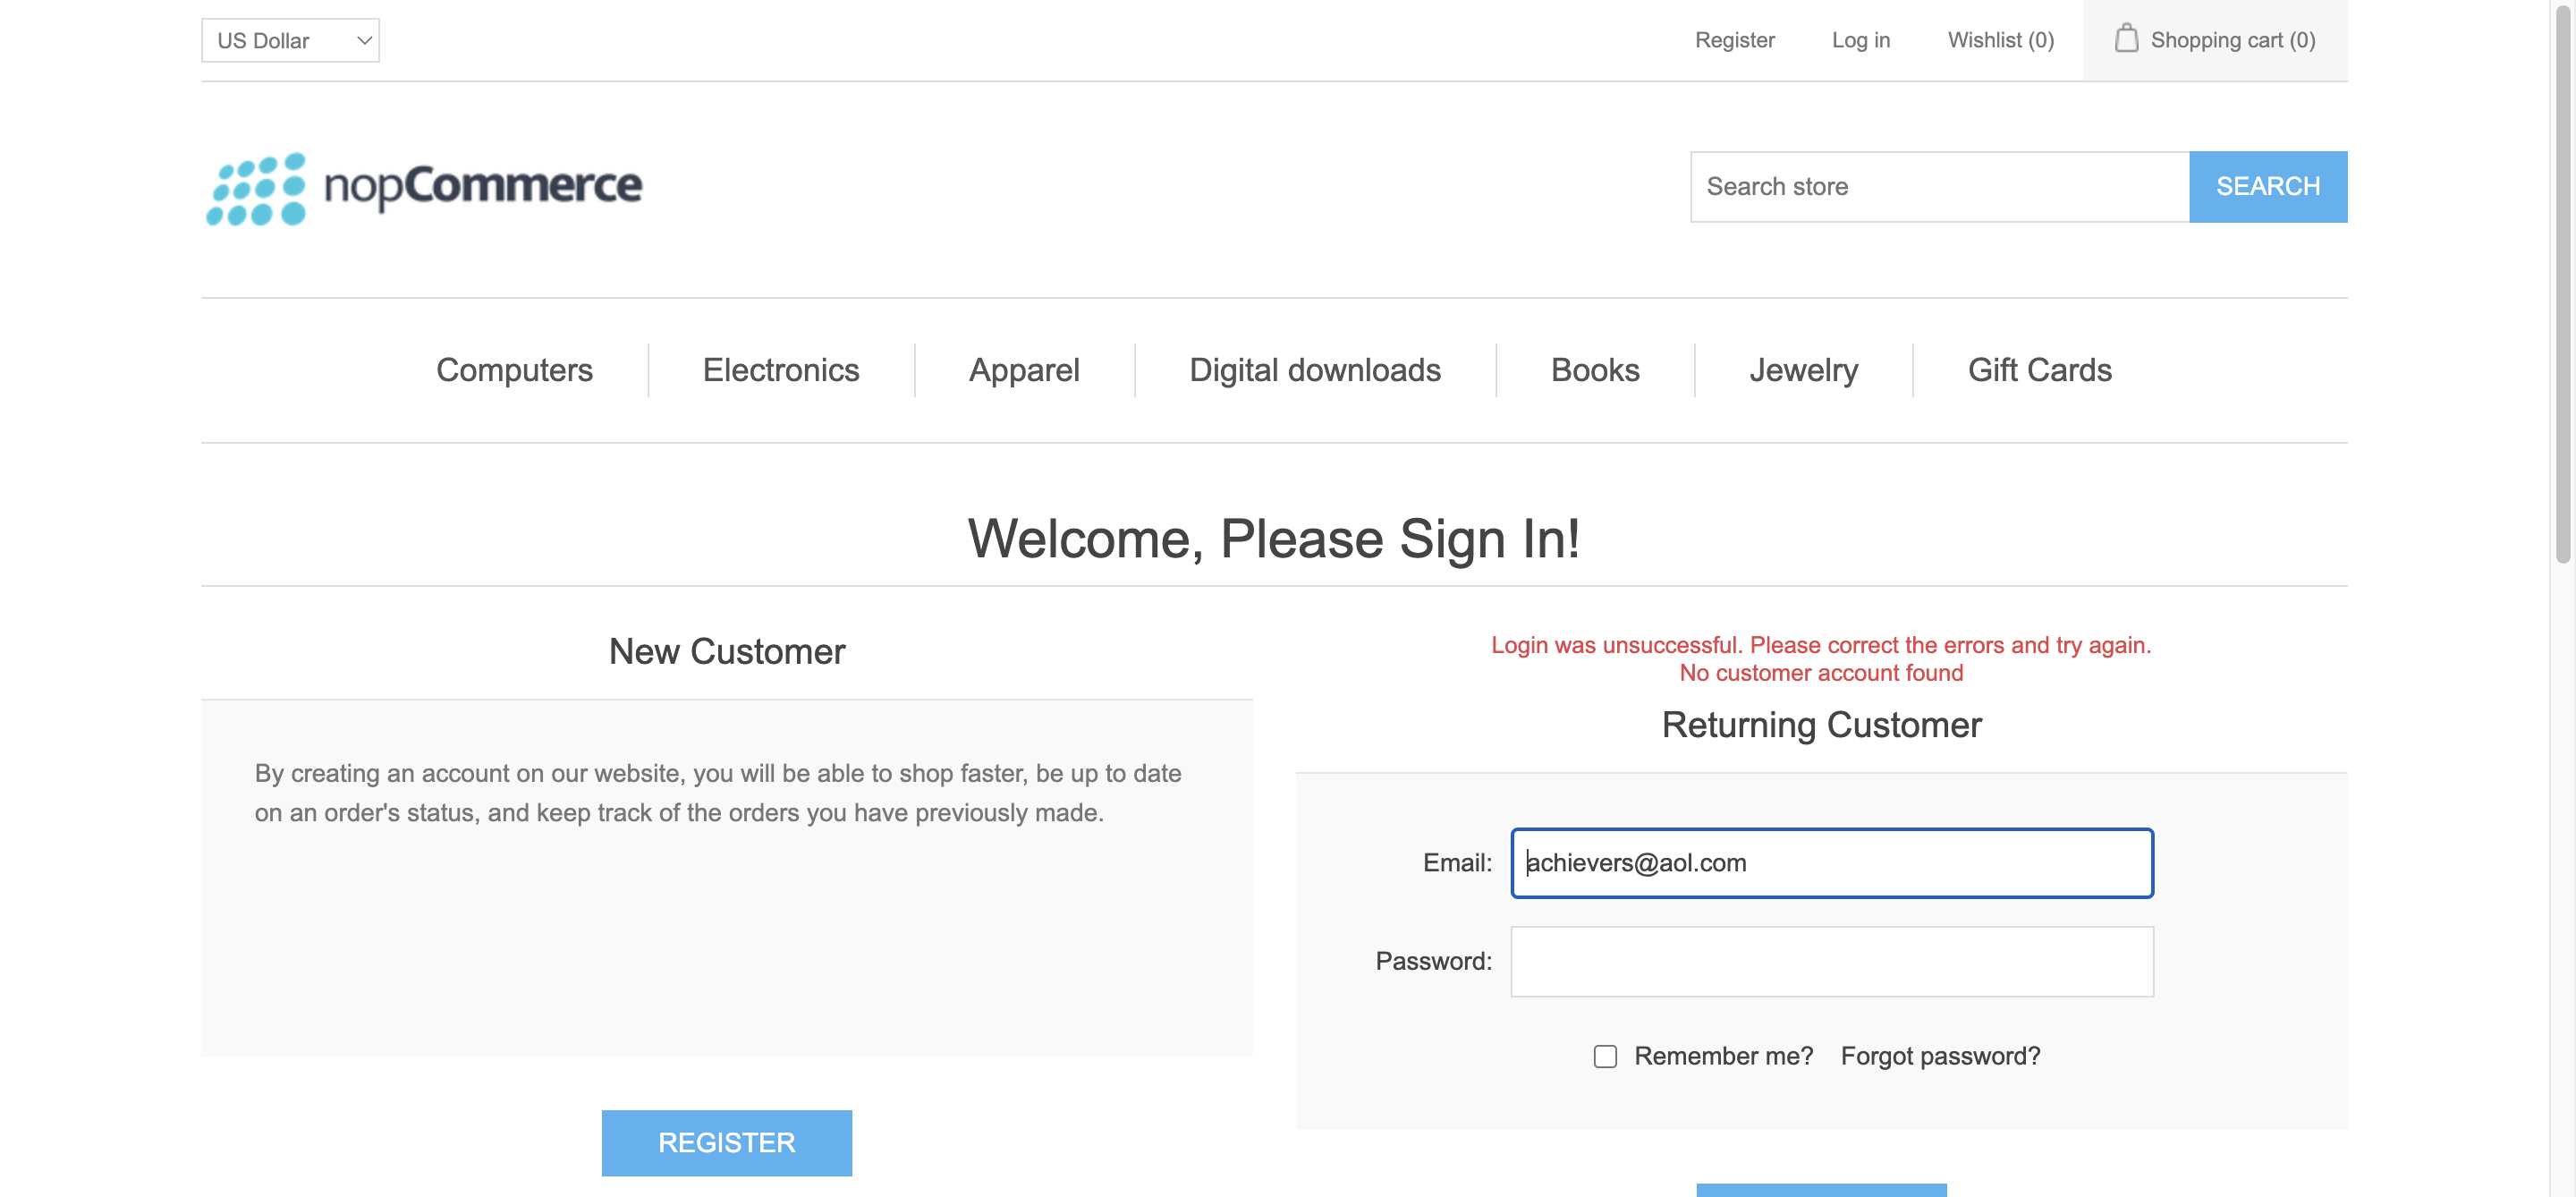 US Dollar
Register
Log in
Wishlist (0)
Shopping cart (0)
nopCommerce
Search store
SEARCH
Computers
Electronics
Apparel
Digital downloads
Books
Jewelry
Gift Cards
Welcome, Please Sign In!
New Customer
By creating an account on our website, you will be able to shop faster, be up to date
on an order's status, and keep track of the orders you have previously made.
REGISTER
Login was unsuccessful. Please correct the errors and try again.
No customer account found
Returning Customer
Email:
achievers@aol.com
Password:
Remember me?
Forgot password?